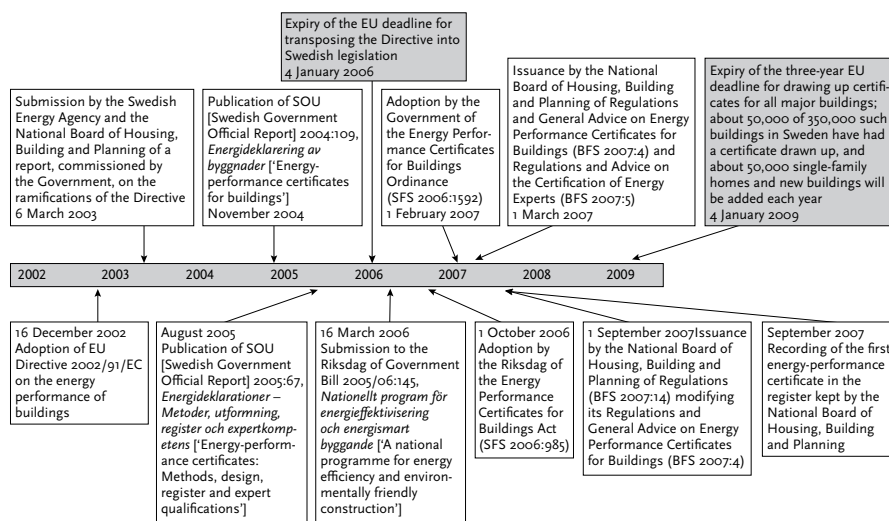 Expiry of the EU deadline for
transposing the Directive into
Swedish legislation
4 January 2006
Submission by the Swedish
Energy Agency and the
National Board of Housing,
Building and Planning of a
report, commissioned by
the Government, on the
ramifications of the Directive
6 March 2003
Publication of SOU
[Swedish Government
Official Report] 2004:109,
Energideklarering av
byggnader ['Energy-
performance certificates
for buildings']
November 2004
Adoption by the
Government of
the Energy Perfor-
mance Certificates
for Buildings
Ordinance
(SFS 2006:1592)
1 February 2007
Issuance by the National
Board of Housing, Building
and Planning of Regulations
and General Advice on Energy
Performance Certificates for
Buildings (BFS 2007:4) and
Regulations and Advice on
the Certification of Energy
Experts (BFS 2007:5)
1 March 2007
Expiry of the three-year EU
deadline for drawing up certifi-
cates for all major buildings;
about 50,000 of 350,000 such
buildings in Sweden have had
a certificate drawn up, and
about 50,000 single-family
homes and new buildings will
be added each year
4 January 2009
2002 2003 2004 2005 2006 2007 2008 2009
16 December 2002
Adoption of EU
Directive 2002/91/EC
on the energy
performance of
buildings
August 2005
Publication of SOU
[Swedish Government
Official Report] 2005:67,
Energideklarationer –
Metoder, utformning,
register och expertkom-
petens ['Energy-perform-
ance certificates:
Methods, design,
register and expert
qualifications']
16 March 2006
Submission to the
Riksdag of Government
Bill 2005/06:145,
Nationellt program för
energieffektivisering
och energismart
byggande ['A national
programme for energy
efficiency and environ-
mentally friendly
construction']
1 October 2006
Adoption by
the Riksdag of
the Energy
Performance
Certificates for
Buildings Act
(SFS 2006:985)
1 September 2007Issuance
by the National Board of
Housing, Building and
Planning of Regulations
(BFS 2007:14) modifying
its Regulations and
General Advice on Energy
Performance Certificates
for Buildings (BFS 2007:4)
September 2007
Recording of the first
energy-performance
certificate in the
register kept by the
National Board of
Housing, Building
and Planning